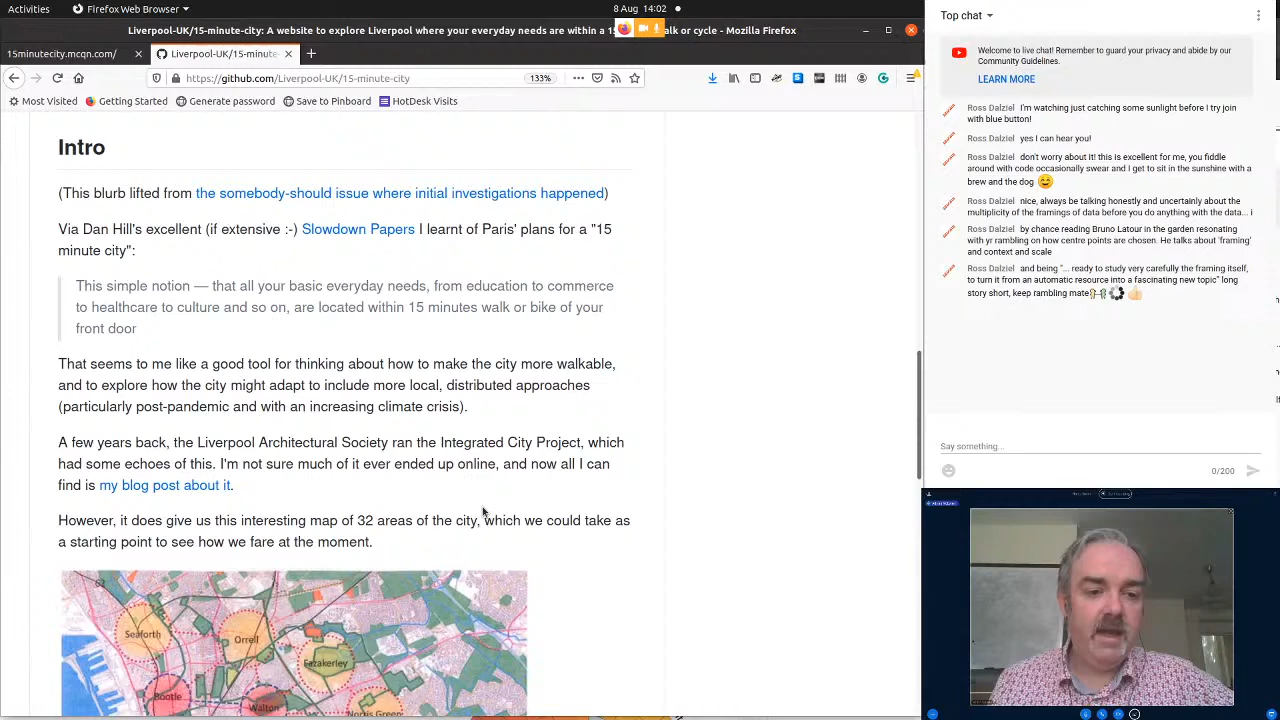 Activities
Firefox Web Browser
8 Aug 14:02
Liverpool-UK/15-minute-city: A website to explore Liverpool where your everyday needs are within a 15
lk or cycle - Mozilla Firefox
15minutecity.mcqn.com/
Liverpool-UK/15-minute-
https://github.com/Liverpool-UK/15-minute-city
133%
Most Visited
Getting Started
Generate password
Save to Pinboard
HotDesk Visits
Intro
(This blurb lifted from the somebody-should issue where initial investigations happened)
Via Dan Hill's excellent (if extensive :-) Slowdown Papers I learnt of Paris' plans for a "15
minute city":
This simple notion — that all your basic everyday needs, from education to commerce
to healthcare to culture and so on, are located within 15 minutes walk or bike of your
front door
That seems to me like a good tool for thinking about how to make the city more walkable,
and to explore how the city might adapt to include more local, distributed approaches
(particularly post-pandemic and with an increasing climate crisis).
A few years back, the Liverpool Architectural Society ran the Integrated City Project, which
had some echoes of this. I'm not sure much of it ever ended up online, and now all I can
find is my blog post about it.
However, it does give us this interesting map of 32 areas of the city, which we could take as
a starting point to see how we fare at the moment.
Seaforth
Orrell
Fazakerley
Bootle
Walton
Norris Green
Top chat
Welcome to live chat! Remember to guard your privacy and abide by our
Community Guidelines.
LEARN MORE
Ross Dalziel I'm watching just catching some sunlight before I try join
with blue button!
Ross Dalziel yes I can hear you!
Ross Dalziel don't worry about it! this is excellent for me, you fiddle
around with code occasionally swear and I get to sit in the sunshine with a
brew and the dog 😊
Ross Dalziel nice, always be talking honestly and uncertainly about the
multiplicity of the framings of data before you do anything with the data... i
Ross Dalziel by chance reading Bruno Latour in the garden resonating
with yr rambling on how centre points are chosen. He talks about 'framing'
and context and scale
Ross Dalziel and being "... ready to study very carefully the framing itself,
to turn it from an automatic resource into a fascinating new topic" long
story short, keep rambling mate
Say something...
0/200